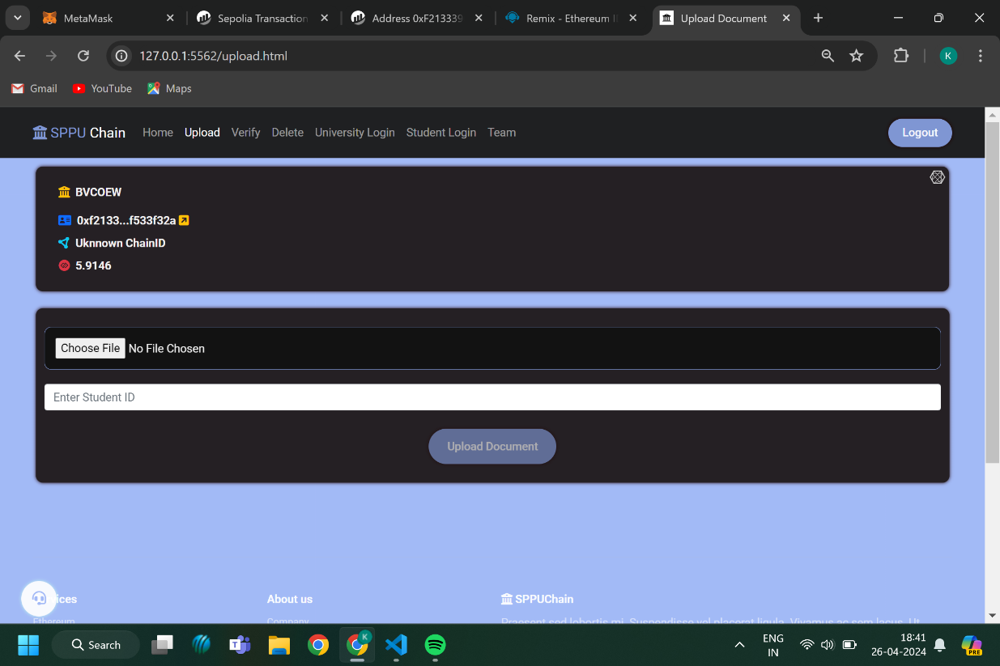 MetaMask
Sepolia Transaction
Address 0xF213339
Remix - Ethereum I
Upload Document
127.0.0.1:5562/upload.html
K
Gmail
YouTube
Maps
SPPU Chain
Home
Upload
Verify
Delete
University Login
Student Login
Team
Logout
BVCOEW
0xf2133...f533f32a
Uknnown ChainID
5.9146
Choose File No File Chosen
Enter Student ID
Upload Document
ices
About us
SPPUChain
Ethereum
Company
Praesent sed lobortis mi. Suspendisse vel placerat ligula. Vivamus ac sem lacus. Ut
Search
K
ENG
IN
18:41
26-04-2024
PRE